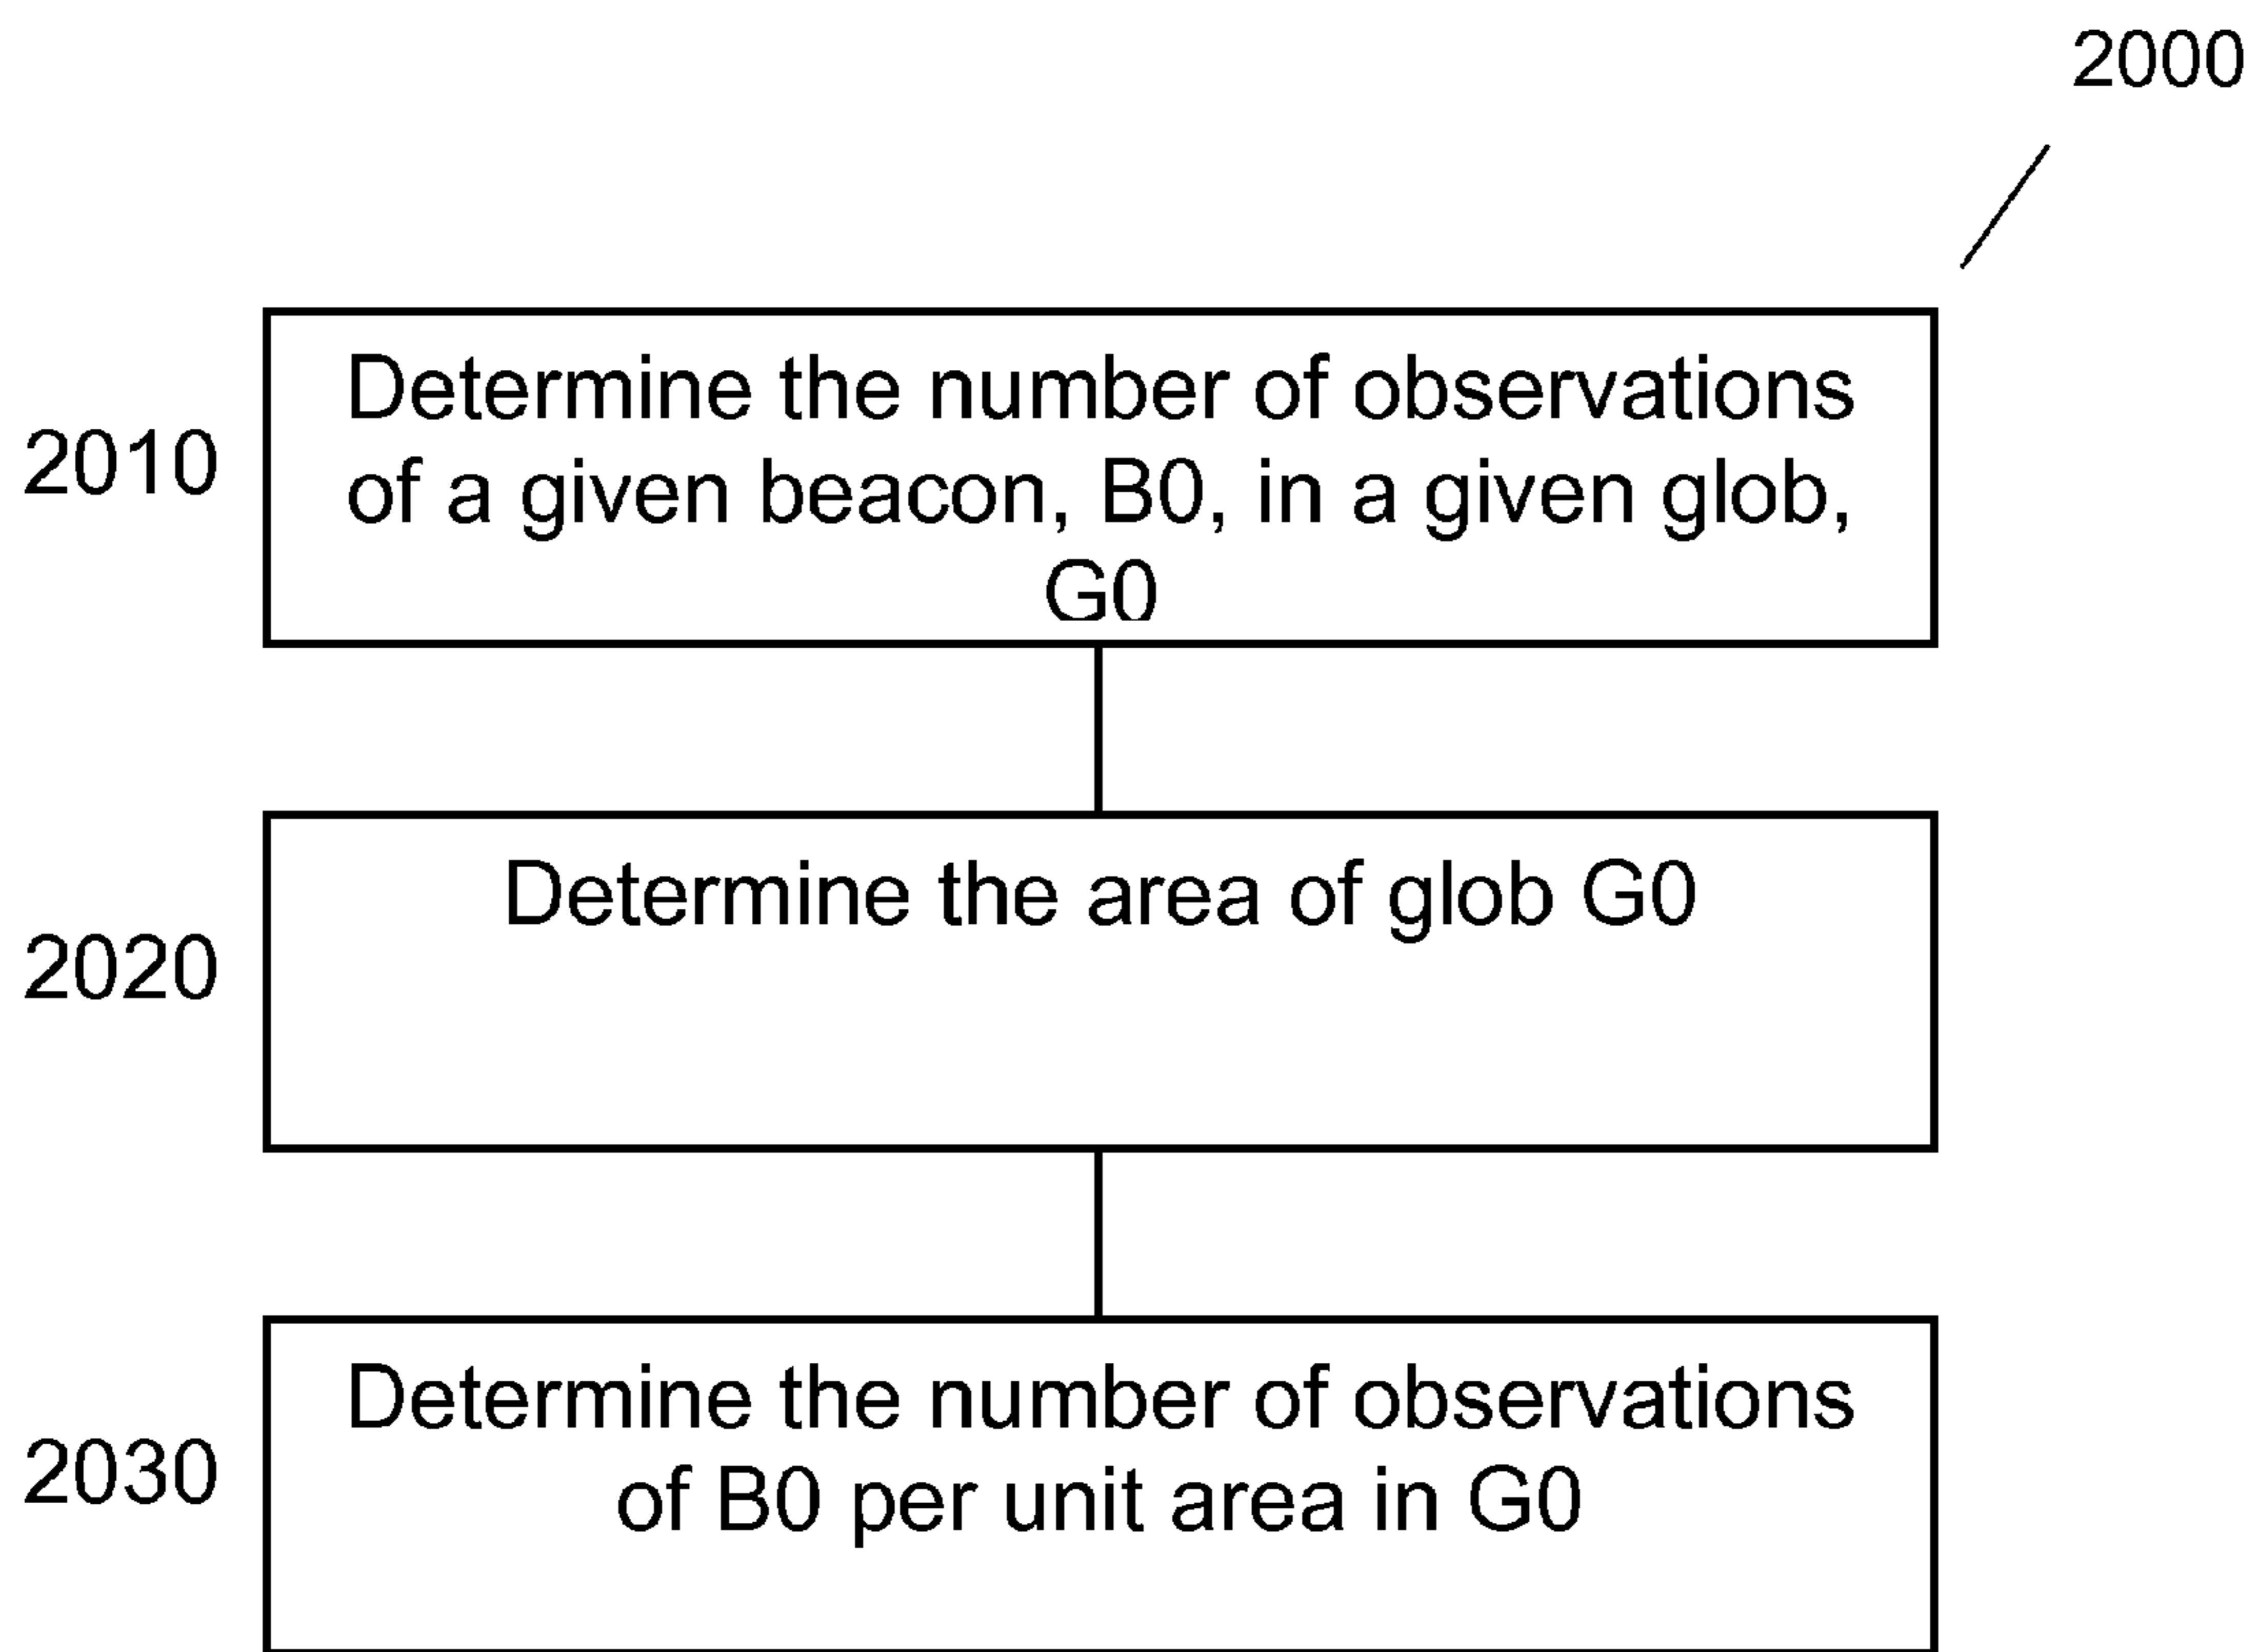 2000
2010
Determine the number of observations
of a given beacon, B0, in a given glob,
G0
2020
Determine the area of glob G0
2030
Determine the number of observations
of B0 per unit area in G0